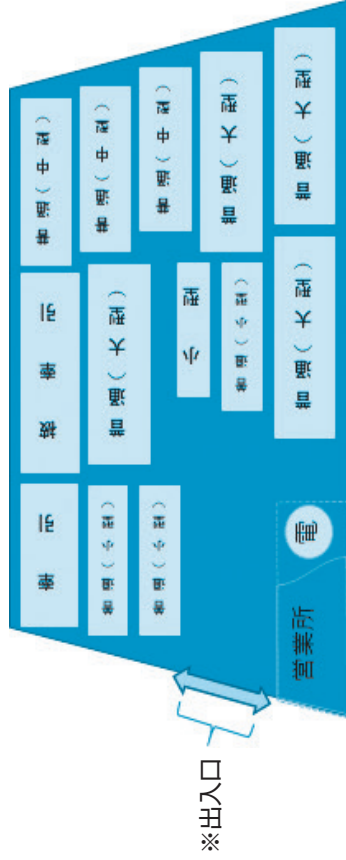 牽引
被牽引
普通（中型）
普通（小型）
普通（大型）
普通（中型）
普通（小型）
小型
普通（中型）
※出入口
普通（小型）
普通（大型）
営業所
電
普通（大型）
普通（大型）